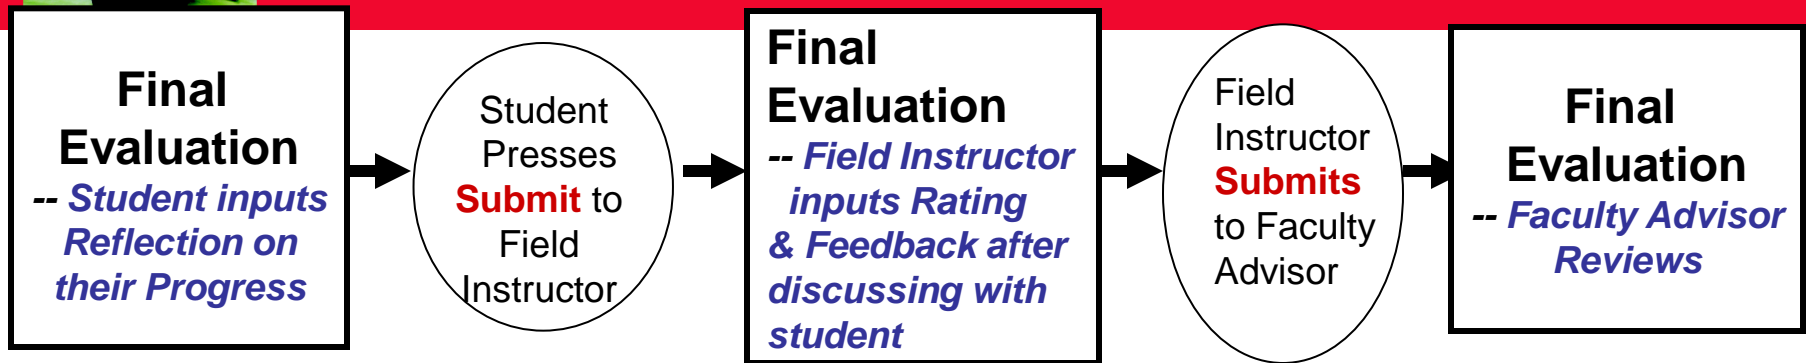 Final
Evaluation
-- Student inputs
Reflection on
their Progress
Student
Presses
Submit to
Field
Instructor
Final
Evaluation
-- Field Instructor
inputs Rating
& Feedback after
discussing with
student
Field
Instructor
Submits
to Faculty
Advisor
Final
Evaluation
-- Faculty Advisor
Reviews